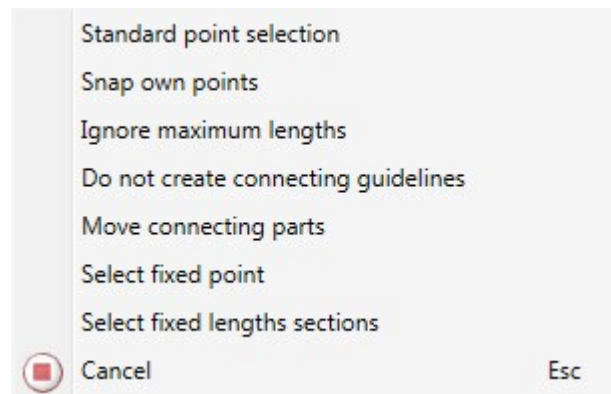 Standard point selection
Snap own points
Ignore maximum lengths
Do not create connecting guidelines
Move connecting parts
Select fixed point
Select fixed lengths sections
Cancel Esc